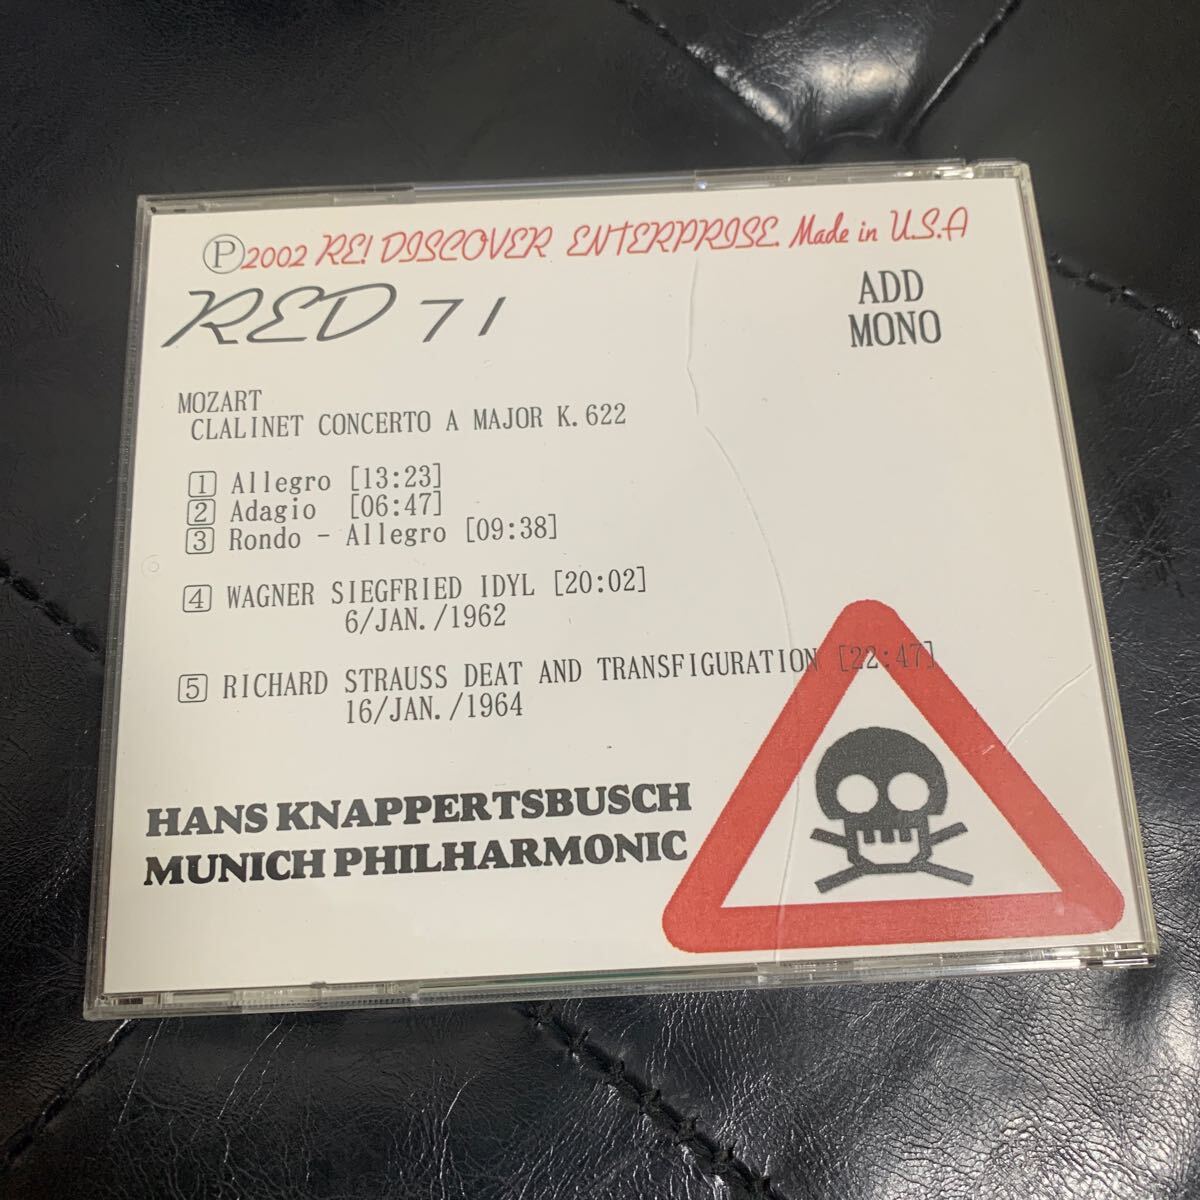 Ⓟ2002 RE! DISCOVER ENTERPRISE. Made in U.S.A
RED 71
ADD
MONO
MOZART
CLALINET CONCERTO A MAJOR K.622
1 Allegro [13:23]
2 Adagio [06:47]
3 Rondo - Allegro [09:38]
4 WAGNER SIEGFRIED IDYL [20:02]
6/JAN./1962
5 RICHARD STRAUSS DEAT AND TRANSFIGURATION [22:47]
16/JAN./1964
HANS KNAPPERTSBUSCH
MUNICH PHILHARMONIC